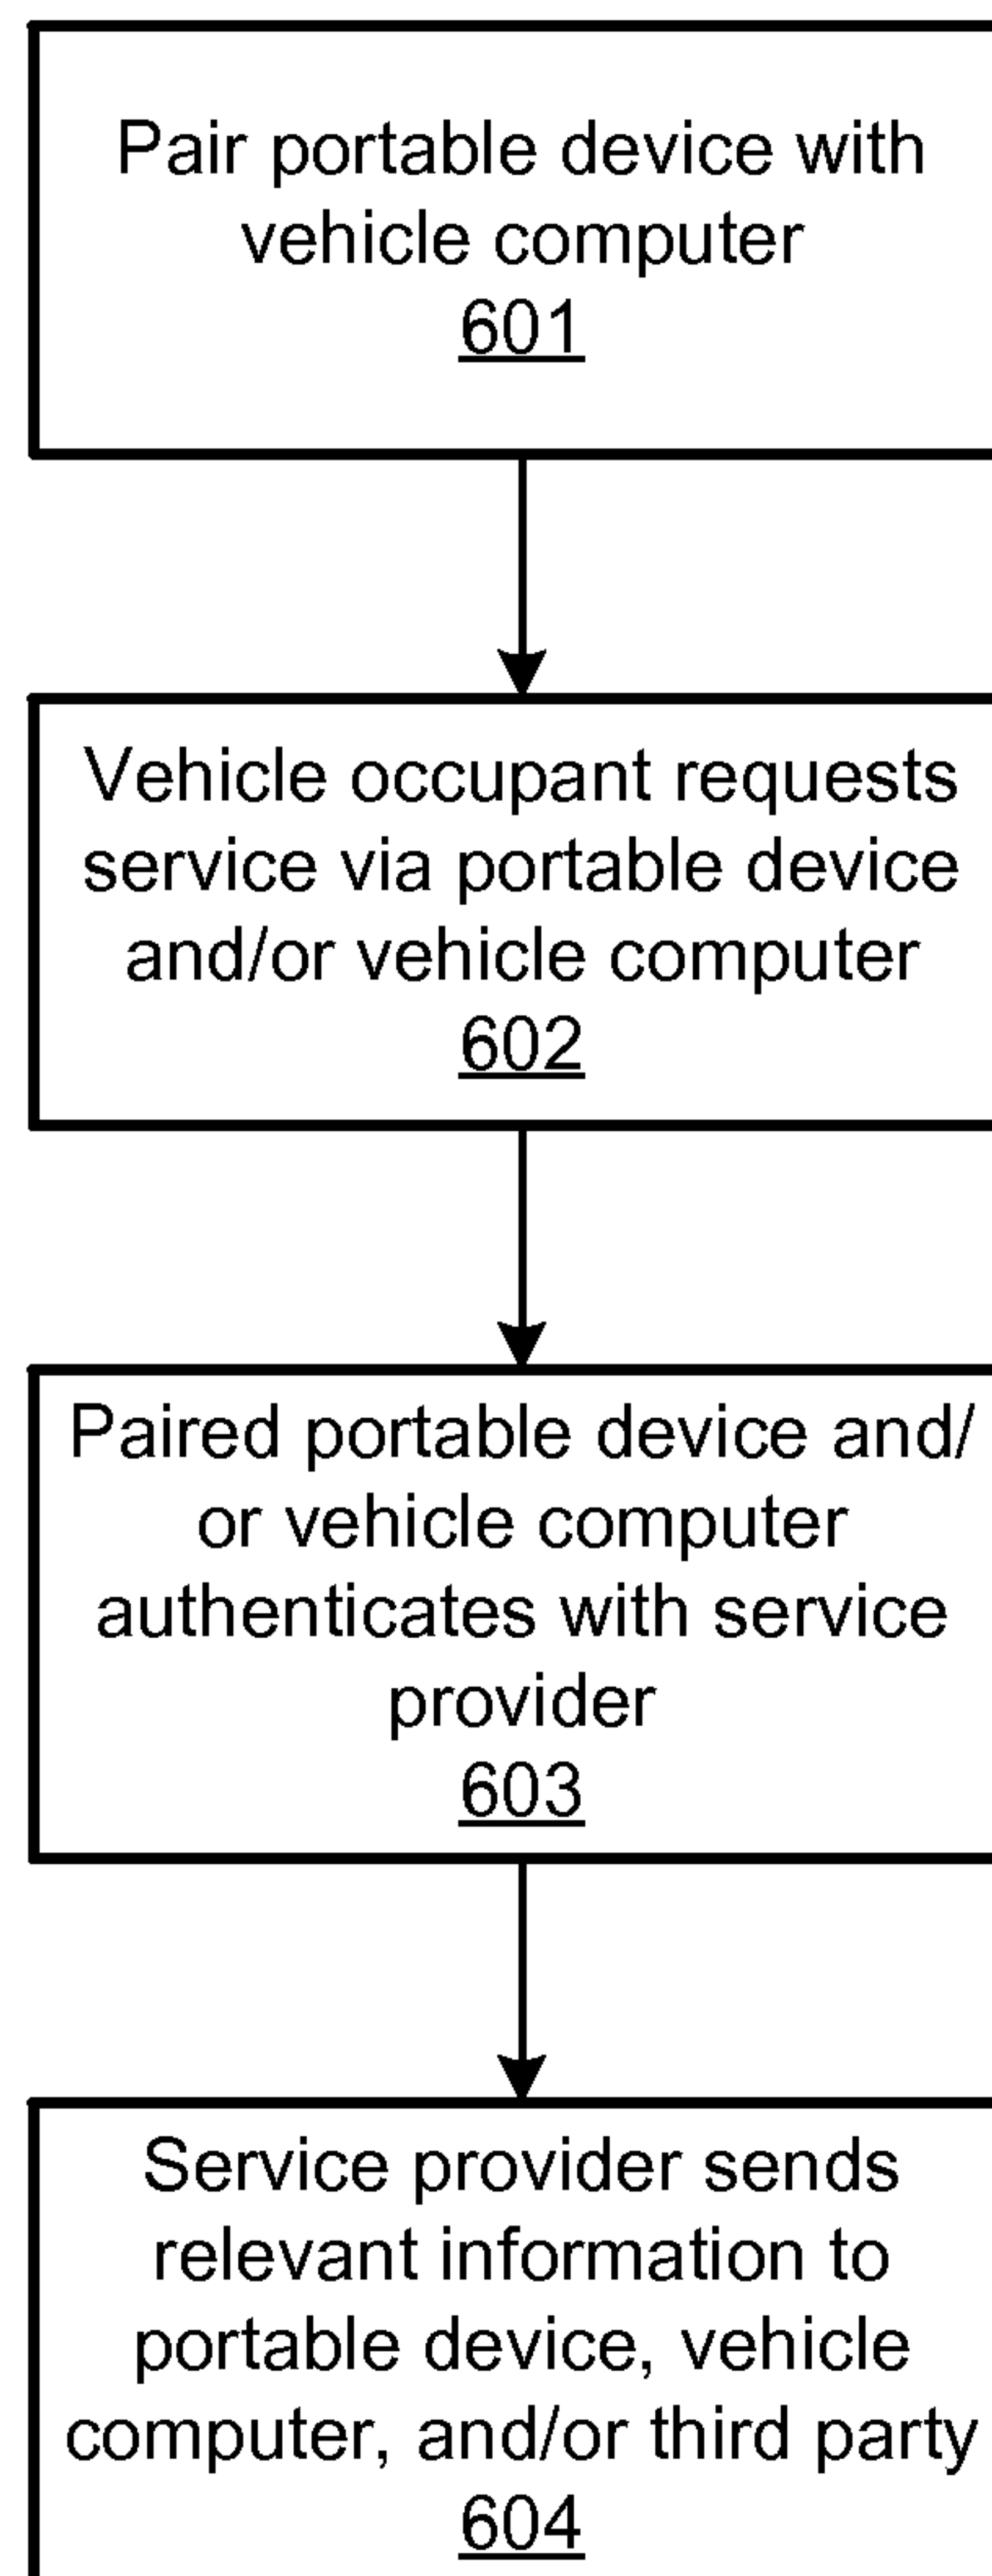 Pair portable device with
vehicle computer
601
Vehicle occupant requests
service via portable device
and/or vehicle computer
602
Paired portable device and/
or vehicle computer
authenticates with service
provider
603
Service provider sends
relevant information to
portable device, vehicle
computer, and/or third party
604